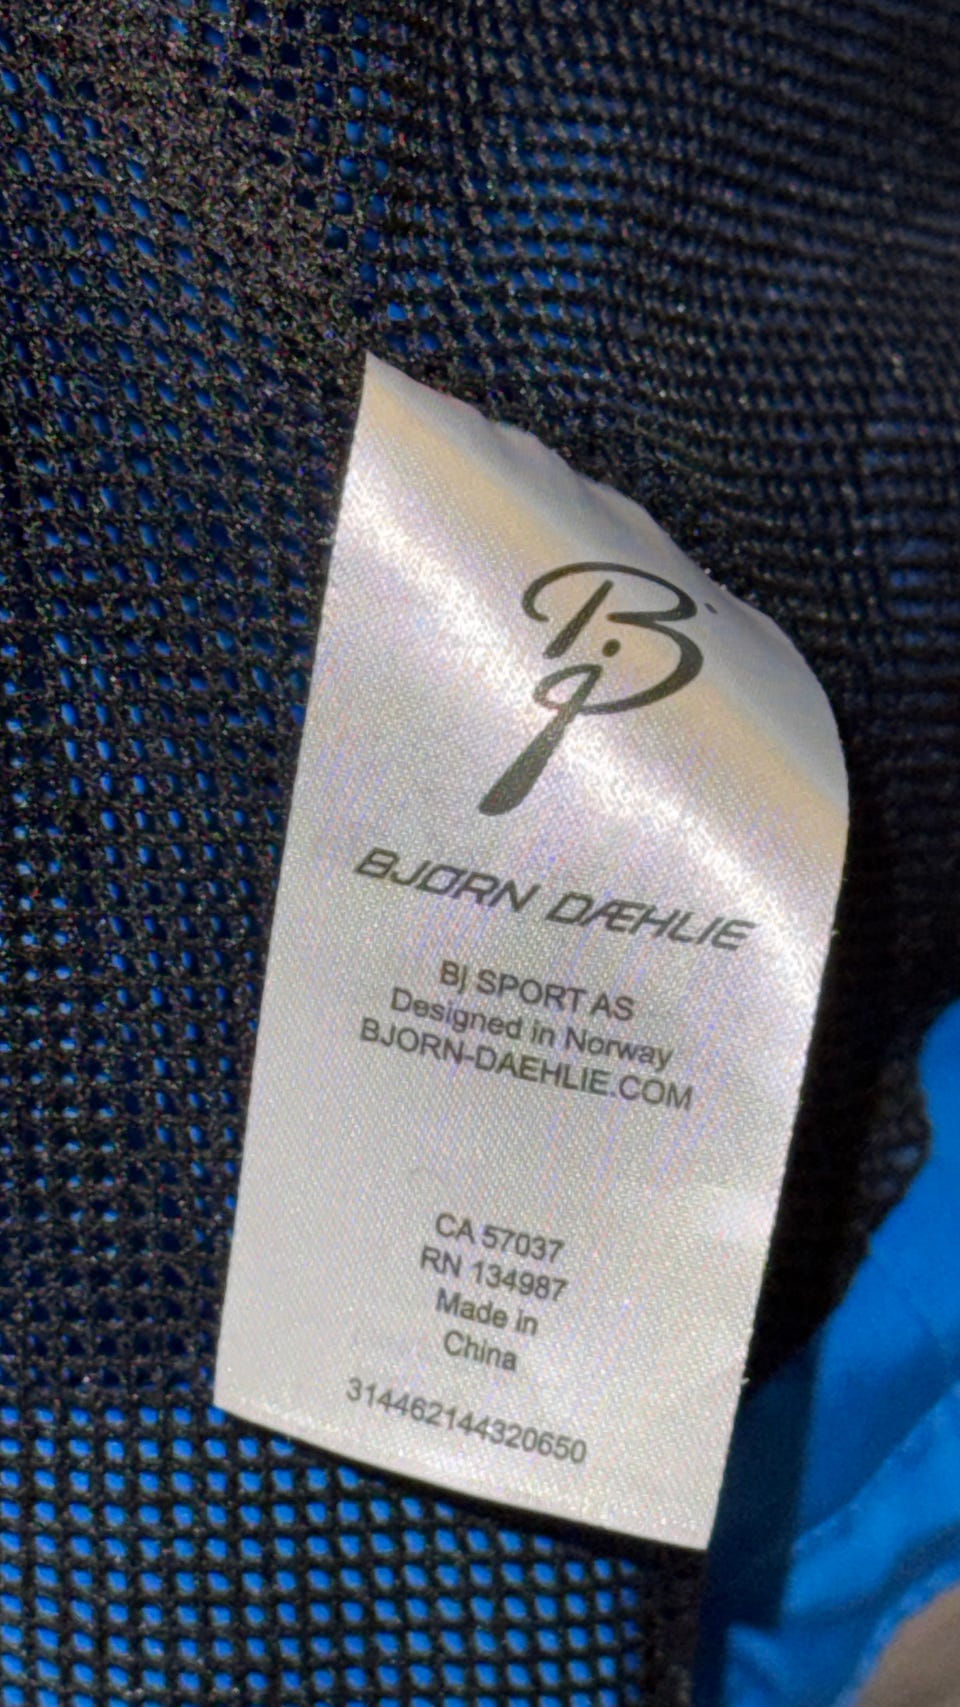 Bj
BJØRN DÆHLIE
Bj SPORT AS
Designed in Norway
BJORN-DAEHLIE.COM
CA 57037
RN 134987
Made in
China
314462144320650